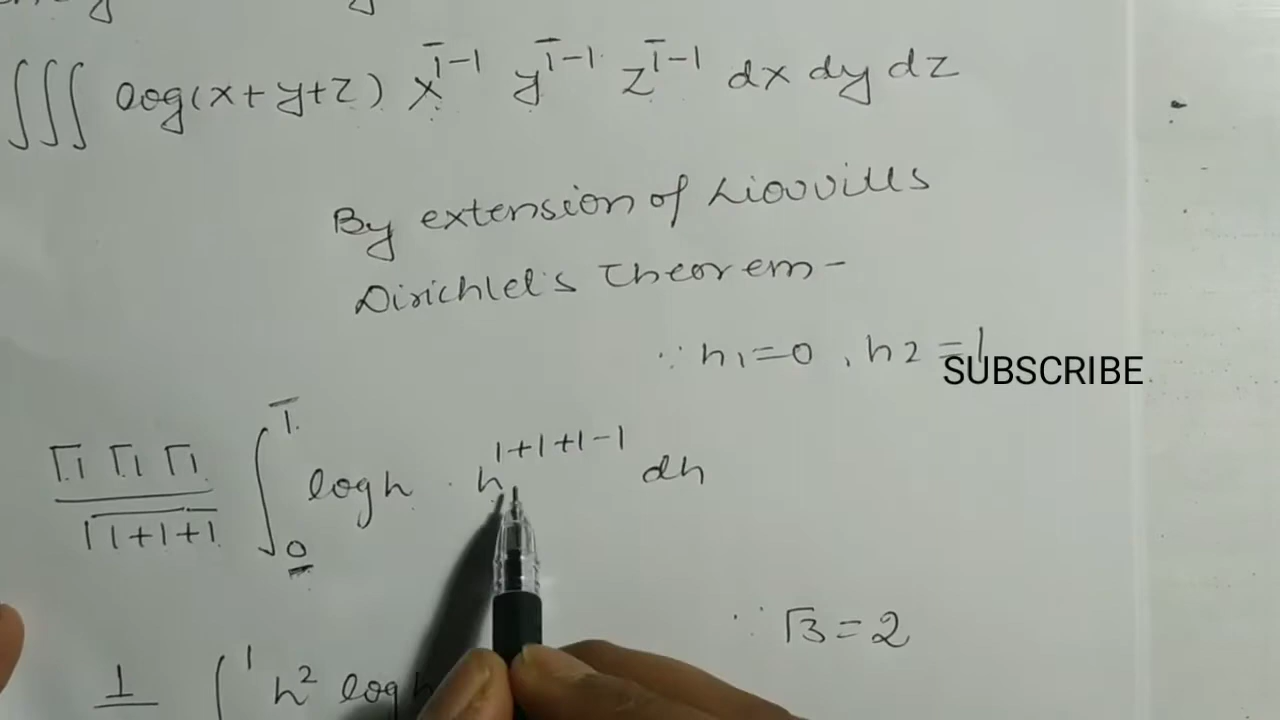 ∭ log(x+y+z) x^{1-1} y^{1-1} z^{1-1} dx dy dz
By extension of Liouvills
Dirichlet's Theorem -
∵ h1=0 , h2 =1
SUBSCRIBE
Γ1 Γ1 Γ1 / Γ1+1+1 ∫_0^1 log h · h^{1+1+1-1} dh
∵ Γ3 = 2
1 ∫^1 h² log h